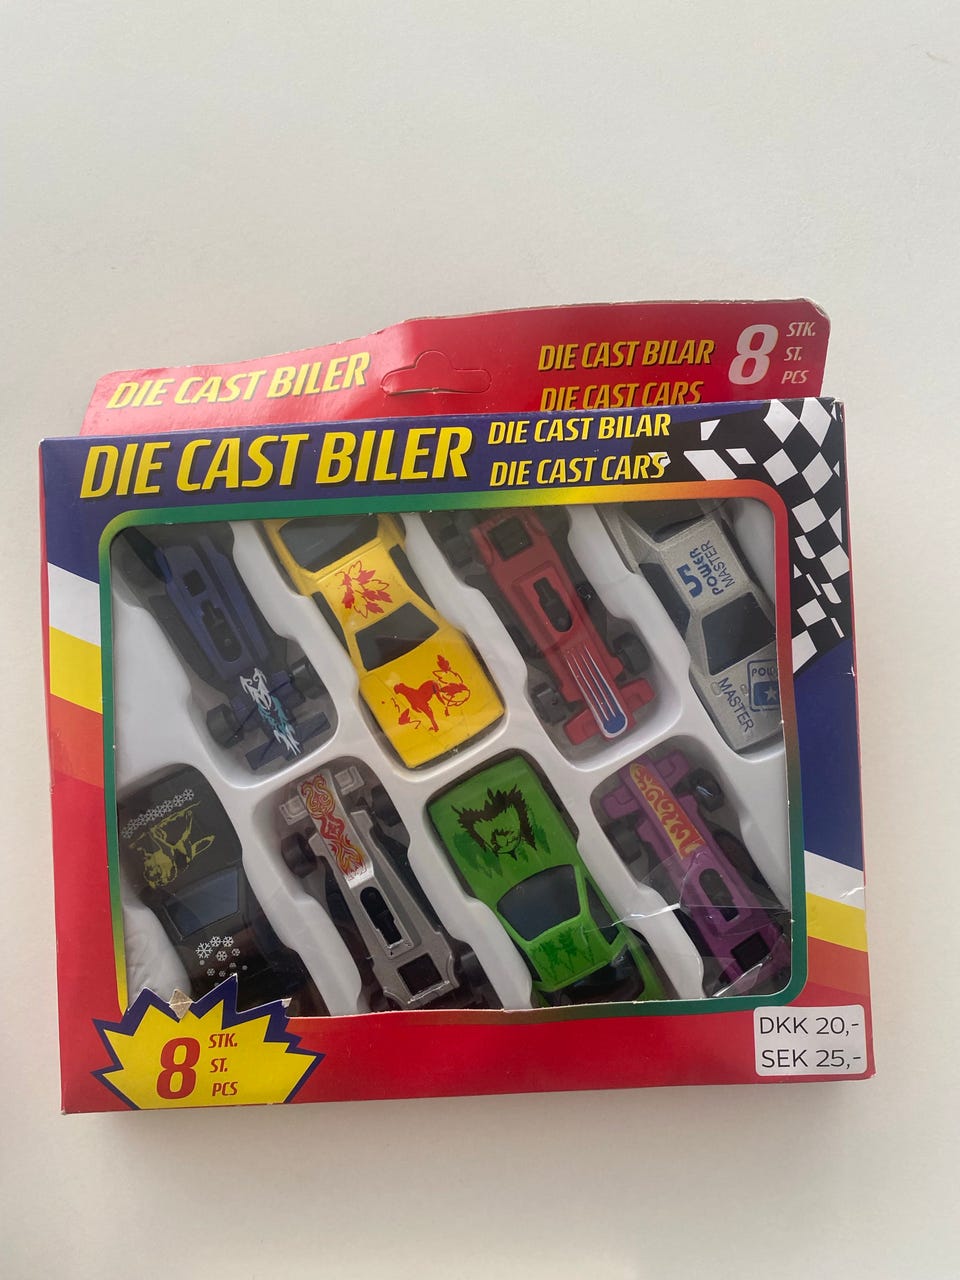 DIE CAST BILER
DIE CAST BILAR
DIE CAST CARS
8
STK.
ST.
PCS
DIE CAST BILER
DIE CAST BILAR
DIE CAST CARS
5
POWER
MASTER
MASTER
8
STK.
ST.
PCS
DKK 20,-
SEK 25,-